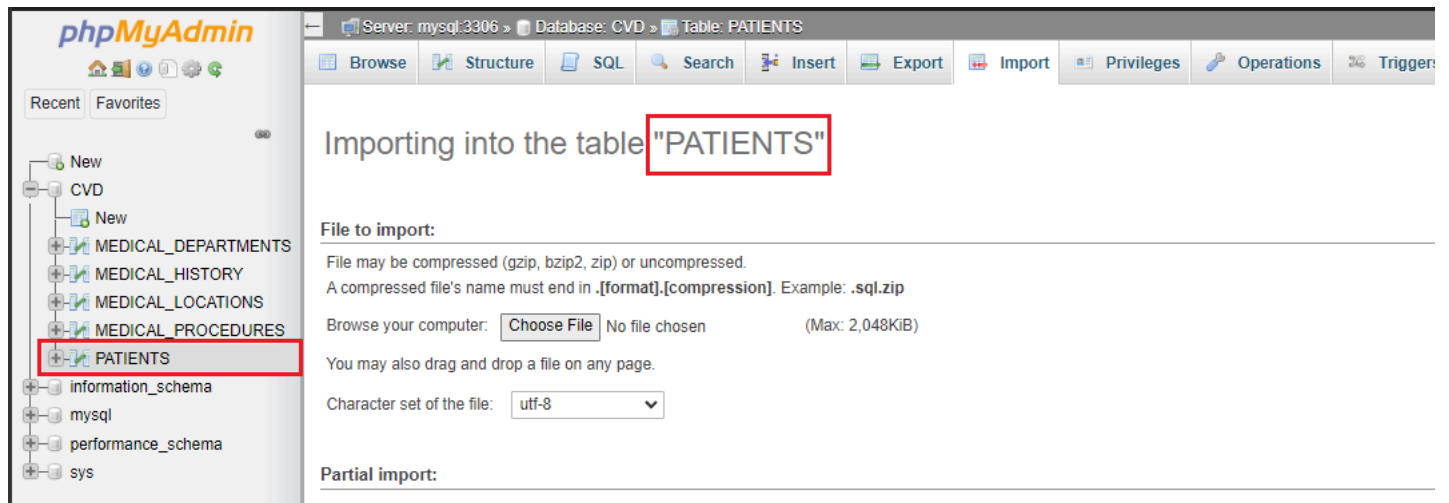 phpMyAdmin
Recent Favorites
New
CVD
New
MEDICAL_DEPARTMENTS
MEDICAL_HISTORY
MEDICAL_LOCATIONS
MEDICAL_PROCEDURES
PATIENTS
information_schema
mysql
performance_schema
sys
Server: mysql:3306 » Database: CVD » Table: PATIENTS
Browse Structure SQL Search Insert Export Import Privileges Operations Triggers
Importing into the table "PATIENTS"
File to import:
File may be compressed (gzip, bzip2, zip) or uncompressed.
A compressed file's name must end in .[format].[compression]. Example: .sql.zip
Browse your computer: Choose File No file chosen (Max: 2,048KiB)
You may also drag and drop a file on any page.
Character set of the file: utf-8
Partial import: